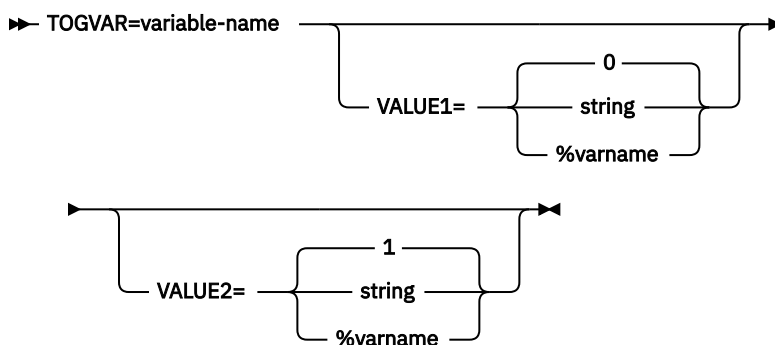 TOGVAR=variable-name
0
VALUE1=
string
%varname
1
VALUE2=
string
%varname